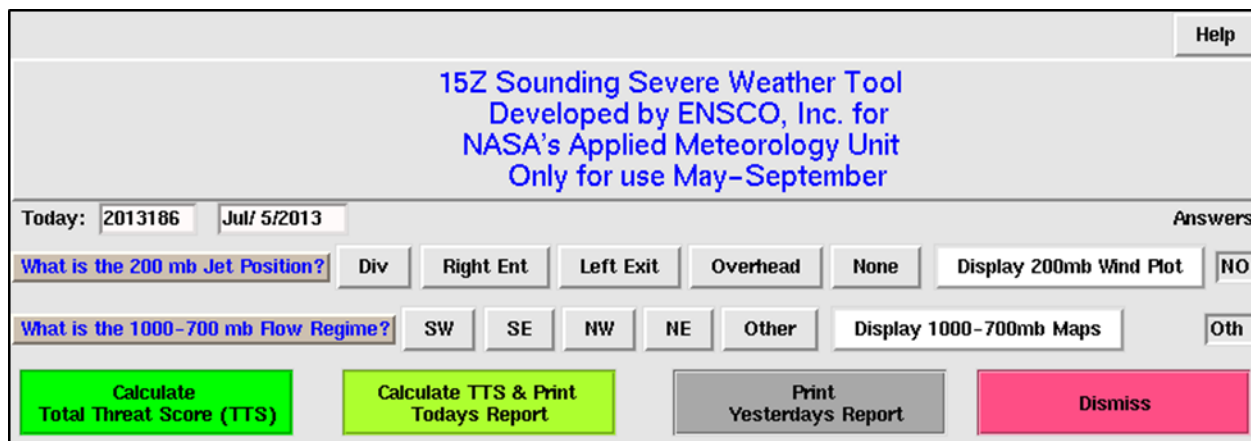 Help
15Z Sounding Severe Weather Tool
Developed by ENSCO, Inc. for
NASA's Applied Meteorology Unit
Only for use May-September
Today: 2013186 Jul/ 5/2013 Answers
What is the 200 mb Jet Position? Div Right Ent Left Exit Overhead None Display 200mb Wind Plot NO
What is the 1000-700 mb Flow Regime? SW SE NW NE Other Display 1000-700mb Maps Oth
Calculate
Total Threat Score (TTS)
Calculate TTS & Print
Todays Report
Print
Yesterdays Report
Dismiss